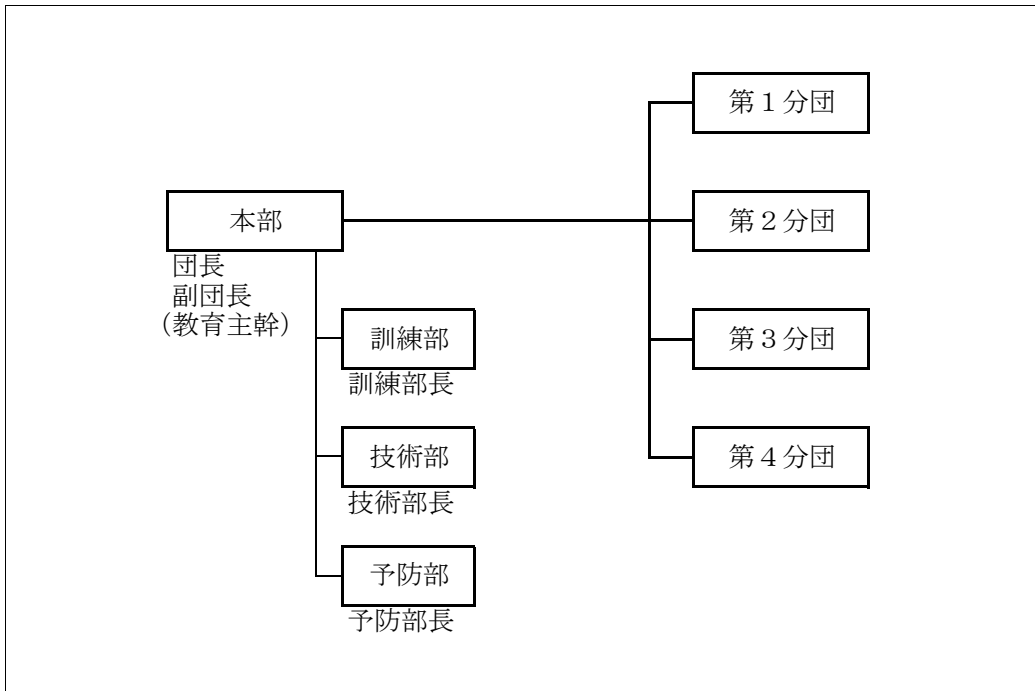 本部
団長
副団長
（教育主幹）
訓練部
訓練部長
技術部
技術部長
予防部
予防部長
第１分団
第２分団
第３分団
第４分団